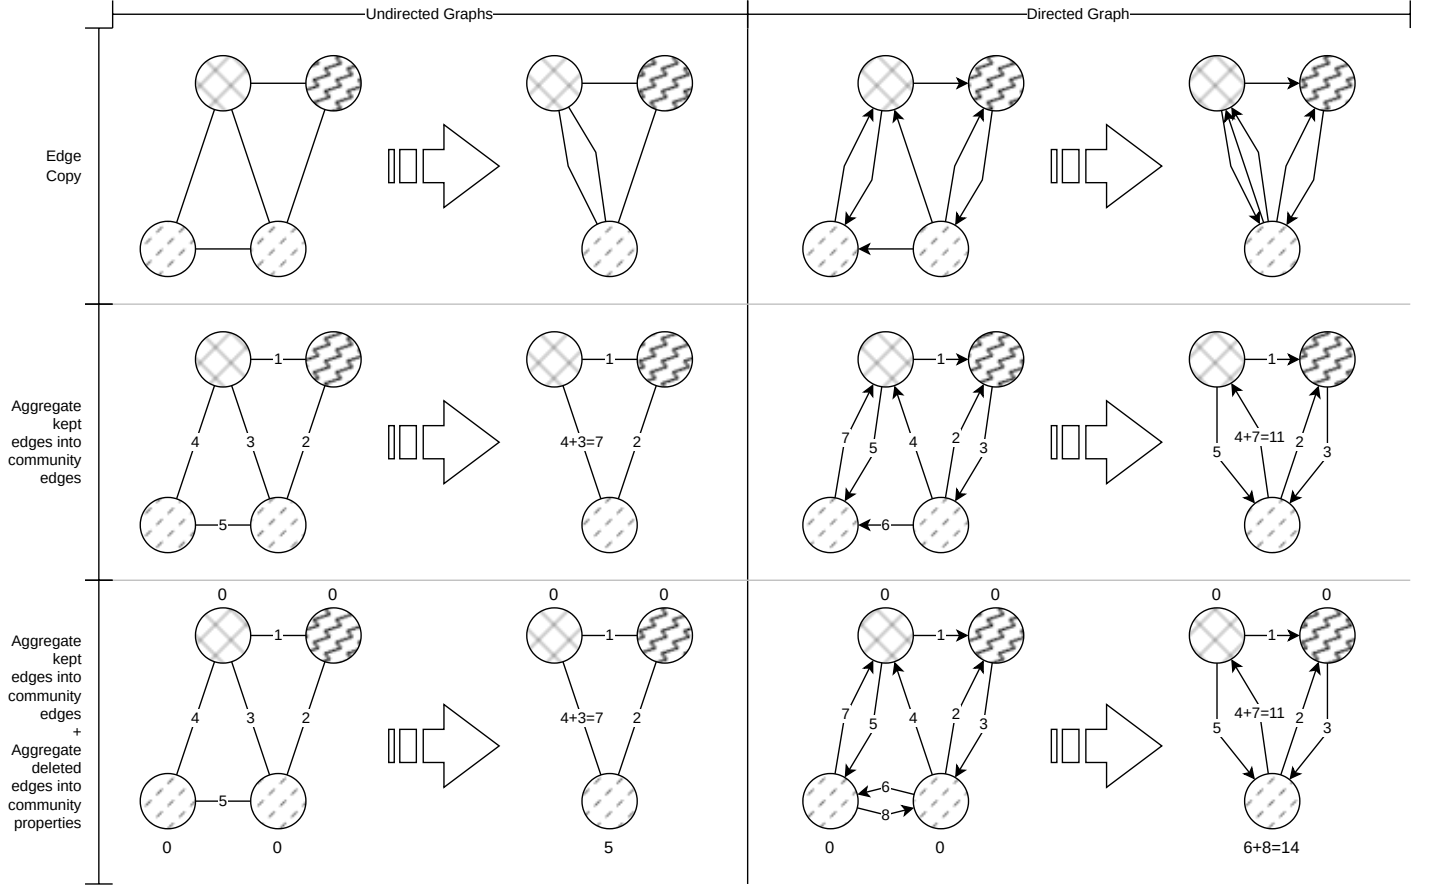 Undirected Graphs
Directed Graph
Edge
Copy
1
1
1
1
Aggregate
kept
edges into
community
edges
4
3
2
4+3=7
2
7
5
4
2
3
5
4+7=11
2
3
5
6
0
0
0
0
0
0
0
0
1
1
1
1
Aggregate
kept
edges into
community
edges
+
Aggregate
deleted
edges into
community
properties
4
3
2
4+3=7
2
7
5
4
2
3
5
4+7=11
2
3
5
6
8
0
0
5
0
0
6+8=14